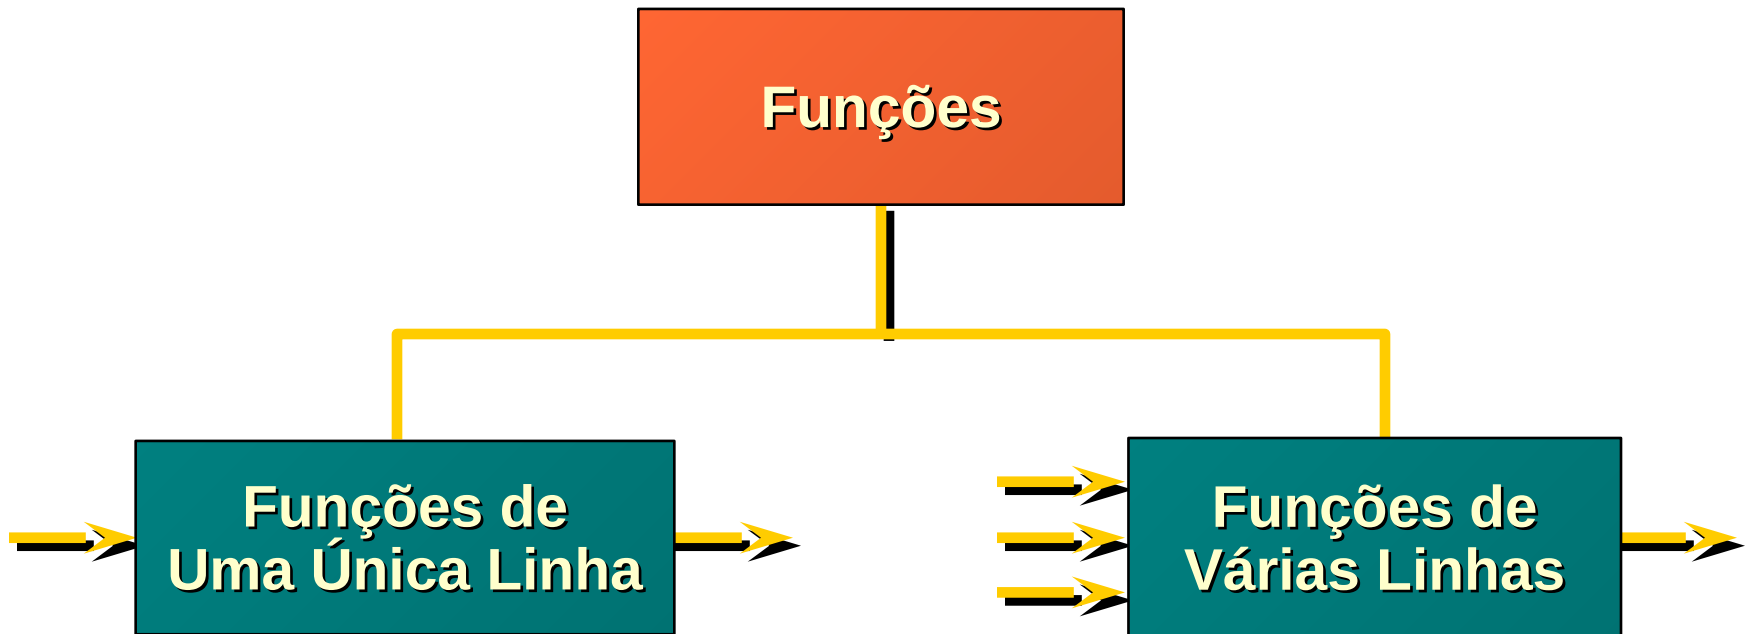 Funções
Funções de
Uma Única Linha
Funções de
Várias Linhas